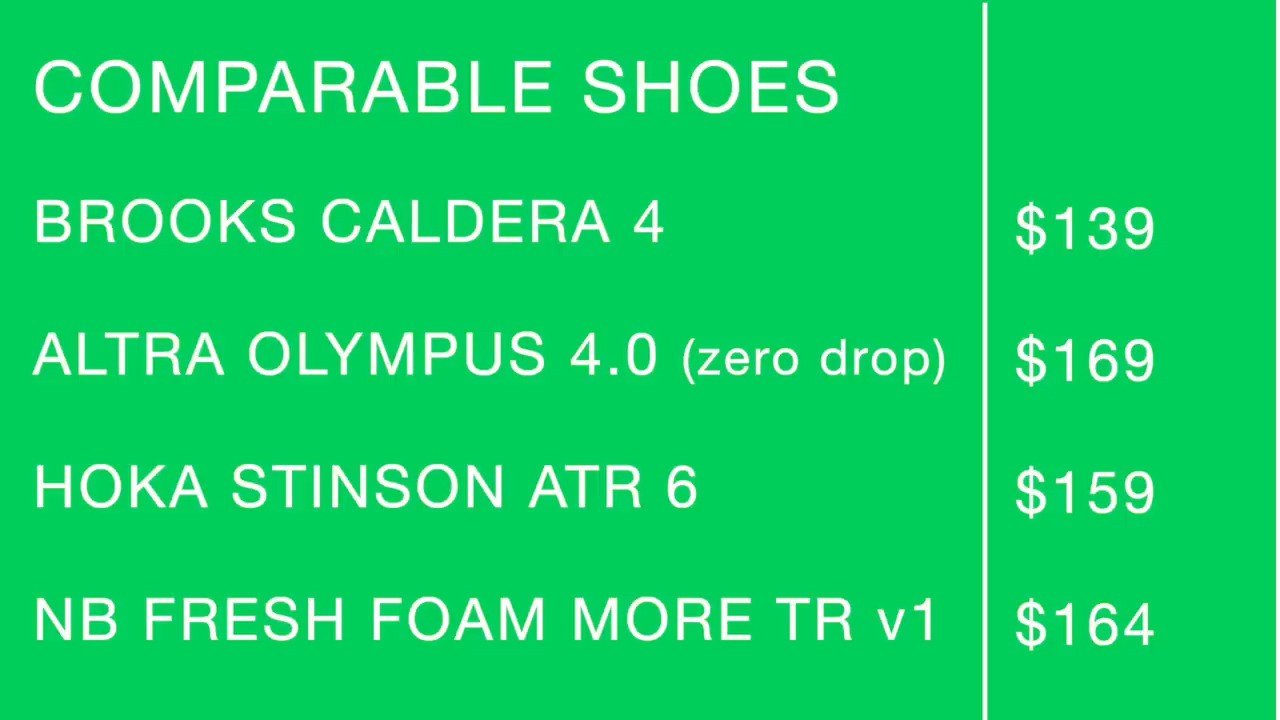 COMPARABLE SHOES
BROOKS CALDERA 4 $139
ALTRA OLYMPUS 4.0 (zero drop) $169
HOKA STINSON ATR 6 $159
NB FRESH FOAM MORE TR v1 $164